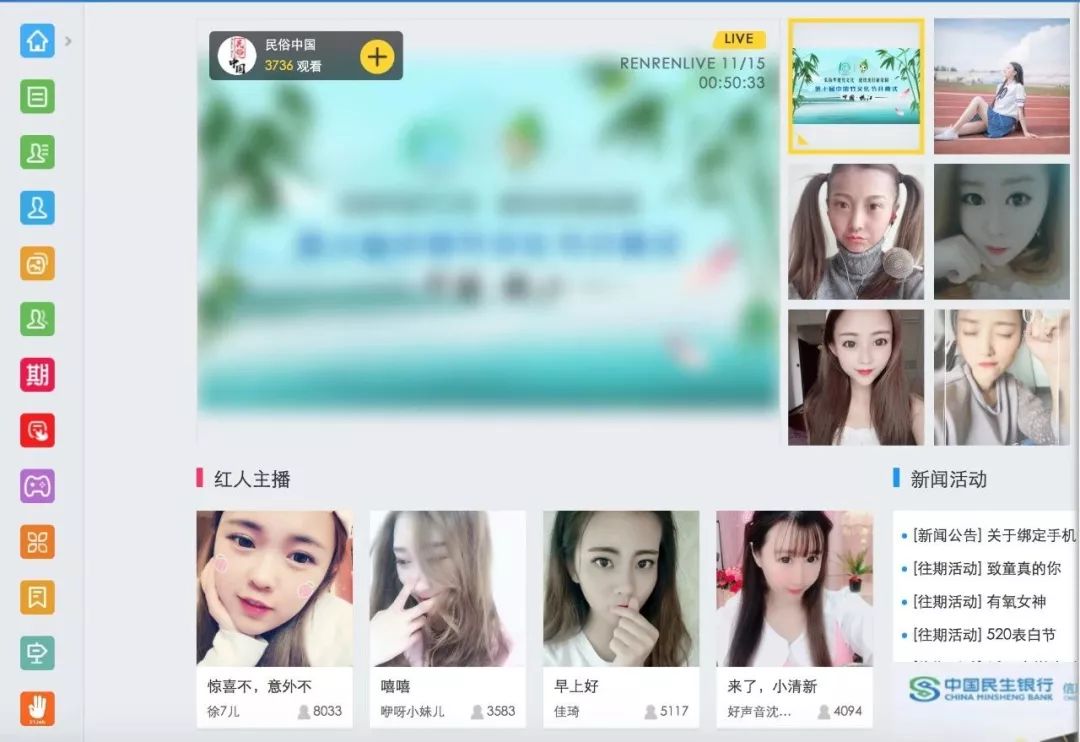 民俗中国
3736 观看
LIVE
RENRENLIVE 11/15
00:50:33
期
红人主播
惊喜不，意外不
徐7儿
8033
嘻嘻
咿呀小妹儿
3583
早上好
佳琦
5117
来了，小清新
好声音沈...
4094
新闻活动
[新闻公告] 关于绑定手机
[往期活动] 致童真的你
[往期活动] 有氧女神
[往期活动] 520表白节
中国民生银行
CHINA MINSHENG BANK